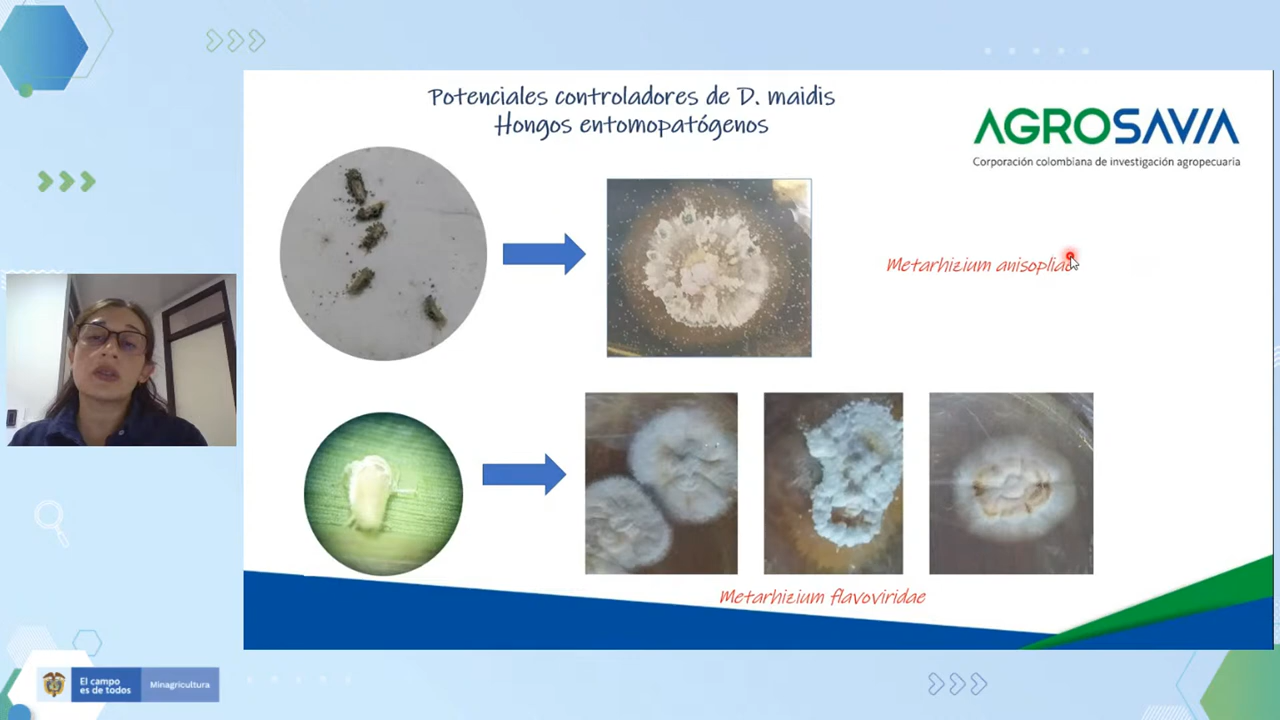 Potenciales controladores de D. maidis
Hongos entomopatógenos
AGROSAVIA
Corporación colombiana de investigación agropecuaria
Metarhizium anisopliae
Metarhizium flavoviridae
El campo
es de todos
Minagricultura